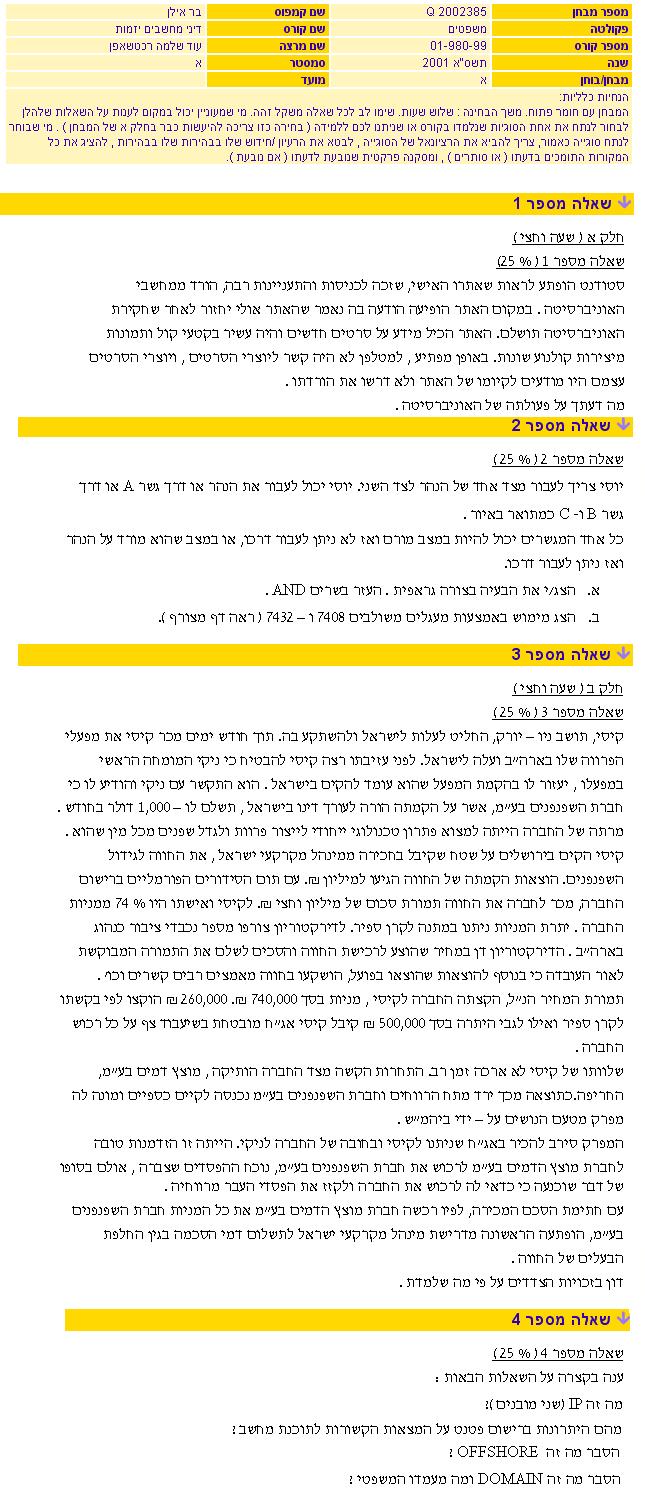 מספר מבחן Q 2002385 שם קמפוס בר אילן
פקולטה משפטים שם קורס דיני מחשבים יזמות
מספר קורס 01-980-99 שם מרצה עוד שלמה רכטשאפן
שנה תשס"א 2001 סמסטר א
מבחן/בוחן א מועד
הנחיות כלליות:
המבחן עם חומר פתוח. משך הבחינה : שלוש שעות. שימו לב לכל שאלה משקל זהה. מי שמעוניין יכול במקום לענות על השאלות שלהלן
לבחור לנתח את אחת הסוגיות שנלמדו בקורס או שניתנו לכם ללמידה ( בחירה כזו צריכה להיעשות כבר בחלק א של המבחן ) . מי שבוחר
לנתח סוגייה כאמור, צריך להביא את הרציונאל של הסוגייה , לבטא את הרעיון /חידוש שלו בבהירות שלו בבהירות , להציג את כל
המקורות התומכים בדעתו ( או סותרים ) , ומסקנה פרקטית שנובעת לדעתו ( אם נובעת ).
שאלה מספר 1
חלק א ( שעה וחצי )
שאלה מספר 1 ( 25 %)
סטודנט הופתע לראות שאתרו האישי, שזכה לכניסות והתעניינות רבה, הורד ממחשבי
האוניברסיטה . במקום האתר הופיעה הודעה בה נאמר שהאתר אולי יחזור לאחר שחקירת
האוניברסיטה תושלם. האתר הכיל מידע על סרטים חדשים והיה עשיר בקטעי קול ותמונות
מיצירות קולנוע שונות. באופן מפתיע , למטלפן לא היה קשר ליוצרי הסרטים , ויוצרי הסרטים
עצמם היו מודעים לקיומו של האתר ולא דרשו את הורדתו .
מה דעתך על פעולתה של האוניברסיטה .
שאלה מספר 2
שאלה מספר 2 ( 25 %)
יוסי צריך לעבור מצד אחד של הנהר לצד השני. יוסי יכול לעבור את הנהר או דרך גשר A או דרך
גשר B ו- C כמתואר באיור .
כל אחד המגשרים יכול להיות במצב מורם ואז לא ניתן לעבור דרכו, או במצב שהוא מורד על הנהר
ואז ניתן לעבור דרכו.
א. הצג/י את הבעיה בצורה גראפית . העזר בשרים AND .
ב. הצג מימוש באמצעות מעגלים משולבים 7408 ו – 7432 ( ראה דף מצורף ).
שאלה מספר 3
חלק ב ( שעה וחצי )
שאלה מספר 3 ( 25 %)
קיסי, תושב ניו – יורק, החליט לעלות לישראל ולהשתקע בה. תוך חודש ימים מכר קיסי את מפעלי
הפרווה שלו בארה״ב ועלה לישראל. לפני עזיבתו רצה קיסי להבטיח כי ניקי המומחה הראשי
במפעלו , יעזור לו בהקמת המפעל שהוא עומד להקים בישראל . הוא התקשר עם ניקי והודיע לו כי
חברת השפנפנים בע״מ, אשר על הקמתה הורה לעורך דינו בישראל , תשלם לו – 1,000 דולר בחודש .
מרתה של החברה הייתה למצוא פתרון טכנולוגי ייחודי לייצור פרוות ולגדל שפנים מכל מין שהוא .
קיסי הקים בירושלים על שטח שקיבל בחכירה ממינהל מקרקעי ישראל , את החווה לגידול
השפנפנים. הוצאות הקמתה של החווה הגיעו למיליון ₪. עם תום הסידורים הפורמליים ברישום
החברה, מכר לחברה את החווה תמורת סכום של מיליון וחצי ₪. לקיסי ואישתו היו % 74 ממניות
החברה . יתרת המניות ניתנו במתנה לקרן ספיר. לדירקטוריון צורפו מספר נכבדי ציבור כנהוג
בארה״ב . הדירקטוריון דן במחיר שהוצע לרכישת החווה והסכים לשלם את התמורה המבוקשת
לאור העובדה כי בנוסף להוצאות שהוצאו בפועל, הושקעו בחווה מאמצים רבים קשרים וכו׳ .
תמורת המחיר הנ״ל, הקצתה החברה לקיסי , מניות בסך 740,000 ₪. 260,000 ₪ הוקצו לפי בקשתו
לקרן ספיר ואילו לגבי היתרה בסך 500,000 ₪ קיבל קיסי אג״ח מובטחת בשיעבוד צף על כל רכוש
החברה .
שלוותו של קיסי לא ארכה זמן רב. התחרות הקשה מצד החברה הותיקה , מוצץ דמים בע״מ,
החריפה.כתוצאה מכך ירד מתח הרווחים וחברת השפנפנים בע״מ נכנסה לקיים כספיים ומונה לה
מפרק מטעם הנושים על – ידי ביהמ״ש .
המפרק סירב להכיר באג״ח שניתנו לקיסי ובחובה של החברה לניקי. הייתה זו הזדמנות טובה
לחברת מוצץ הדמים בע״מ לרכוש את חברת השפנפנים בע״מ, נוכח ההפסדים שצברה , אולם בסופו
של דבר שוכנעה כי כדאי לה לרכוש את החברה ולקזז את הפסדי העבר מרווחיה .
עם חתימת הסכם המכירה, לפיו רכשה חברת מוצץ הדמים בע״מ את כל המניות חברת השפנפנים
בע״מ, הופתעה הראשונה מדרישת מינהל מקרקעי ישראל לתשלום דמי הסכמה בגין החלפת
הבעלים של החווה .
דון בזכויות הצדדים על פי מה שלמדת .
שאלה מספר 4
שאלה מספר 4 ( 25 %)
ענה בקצרה על השאלות הבאות :
מה זה IP (שני מובנים )?
מהם היתרונות ברישום פטנט על המצאות הקשורות לתוכנת מחשב ?
הסבר מה זה OFFSHORE ?
הסבר מה זה DOMAIN ומה מעמדו המשפטי ?